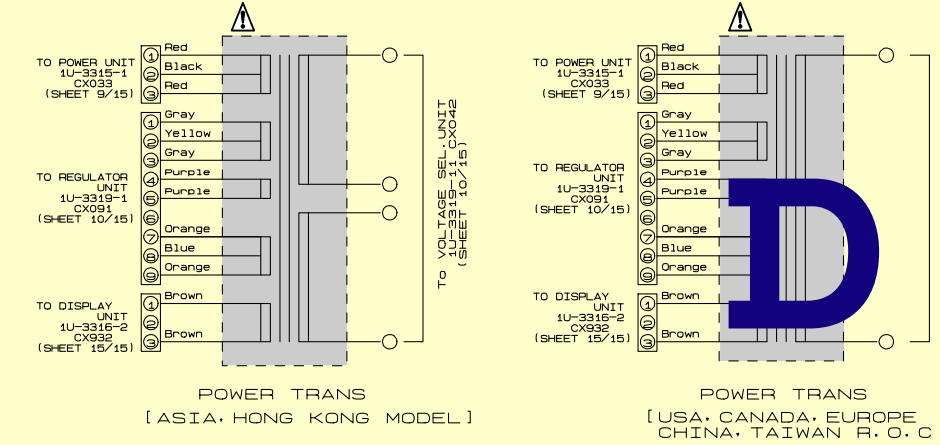 TO POWER UNIT
1U-3315-1
CX033
(SHEET 9/15)
1 Red
2 Black
3 Red
TO REGULATOR
UNIT
1U-3319-1
CX091
(SHEET 10/15)
1 Gray
2 Yellow
3 Gray
4 Purple
5 Purple
6
7 Orange
8 Blue
9 Orange
TO DISPLAY
UNIT
1U-3316-2
CX932
(SHEET 15/15)
1 Brown
2
3 Brown
To VOLTAGE SEL.UNIT
1U-3319-11 CX042
(SHEET 10/15)
POWER TRANS
[ASIA, HONG KONG MODEL]
TO POWER UNIT
1U-3315-1
CX033
(SHEET 9/15)
1 Red
2 Black
3 Red
TO REGULATOR
UNIT
1U-3319-1
CX091
(SHEET 10/15)
1 Gray
2 Yellow
3 Gray
4 Purple
5 Purple
6
7 Orange
8 Blue
9 Orange
TO DISPLAY
UNIT
1U-3316-2
CX932
(SHEET 15/15)
1 Brown
2
3 Brown
D
POWER TRANS
[USA, CANADA, EUROPE
CHINA, TAIWAN R.O.C